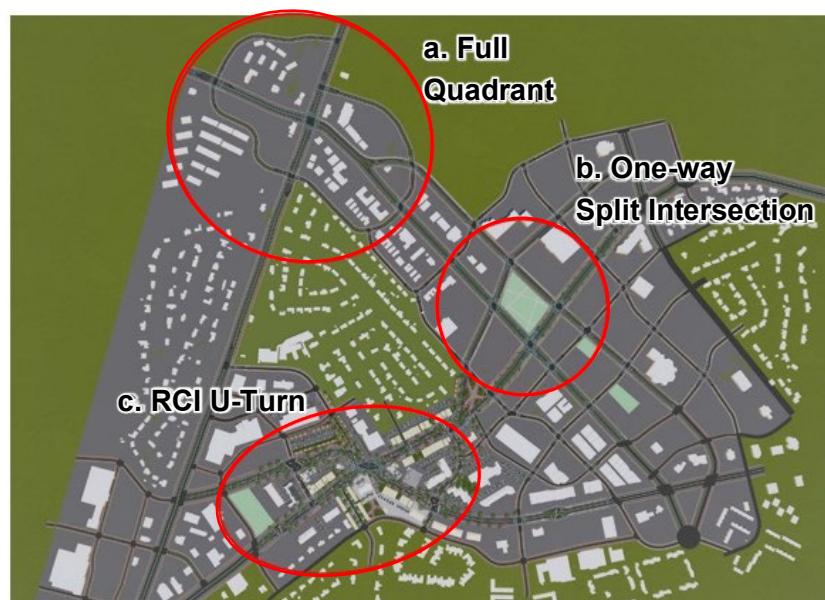 a. Full
Quadrant
b. One-way
Split Intersection
c. RCI U-Turn